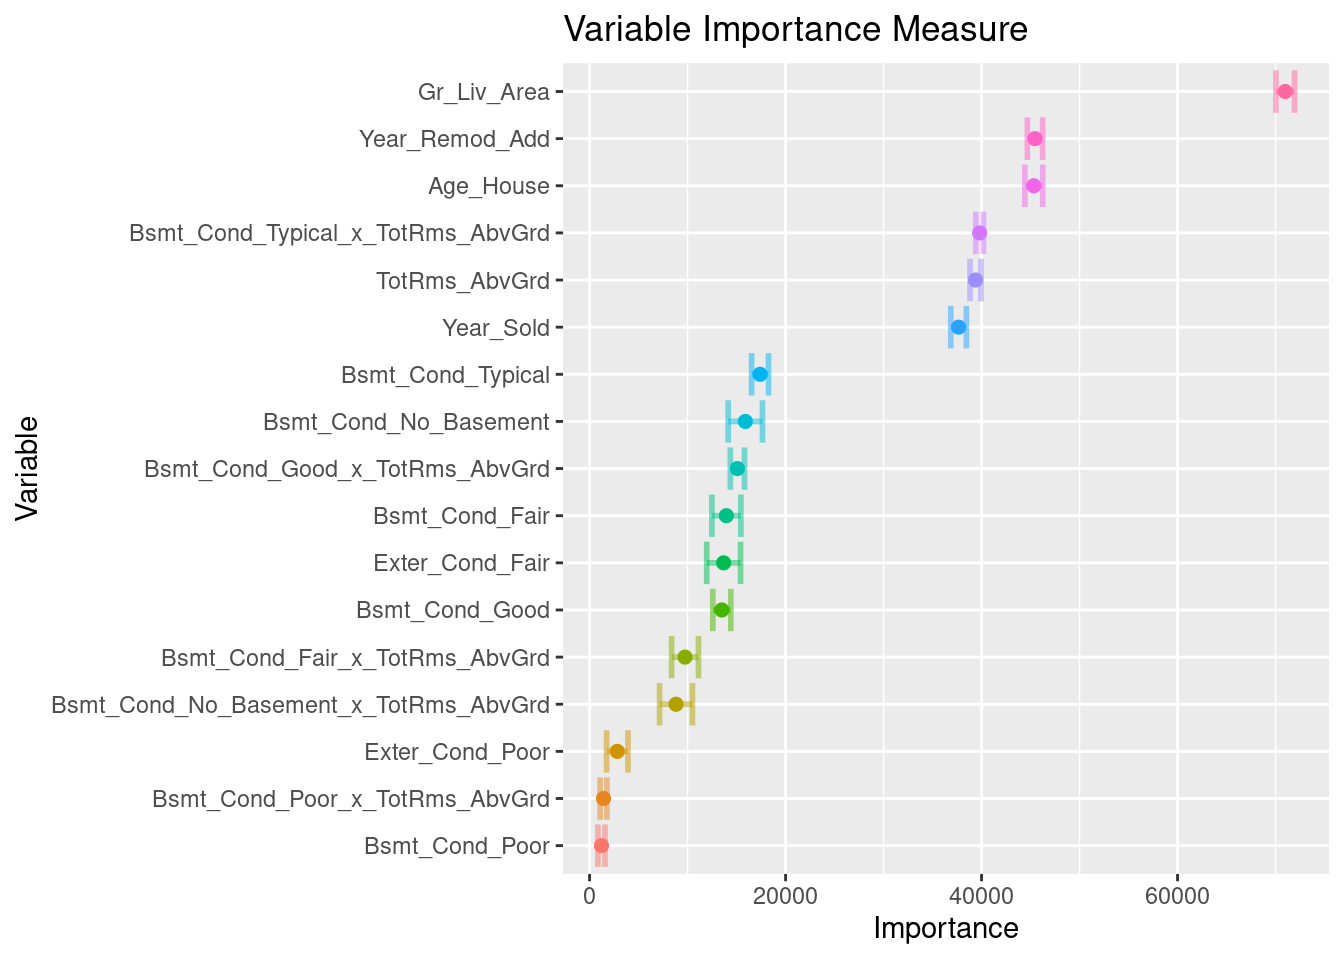 Variable Importance Measure
Gr_Liv_Area
Year_Remod_Add
Age_House
Bsmt_Cond_Typical_x_TotRms_AbvGrd
TotRms_AbvGrd
Year_Sold
Bsmt_Cond_Typical
Bsmt_Cond_No_Basement
Bsmt_Cond_Good_x_TotRms_AbvGrd
Bsmt_Cond_Fair
Exter_Cond_Fair
Bsmt_Cond_Good
Bsmt_Cond_Fair_x_TotRms_AbvGrd
Bsmt_Cond_No_Basement_x_TotRms_AbvGrd
Exter_Cond_Poor
Bsmt_Cond_Poor_x_TotRms_AbvGrd
Bsmt_Cond_Poor
Variable
0 20000 40000 60000
Importance